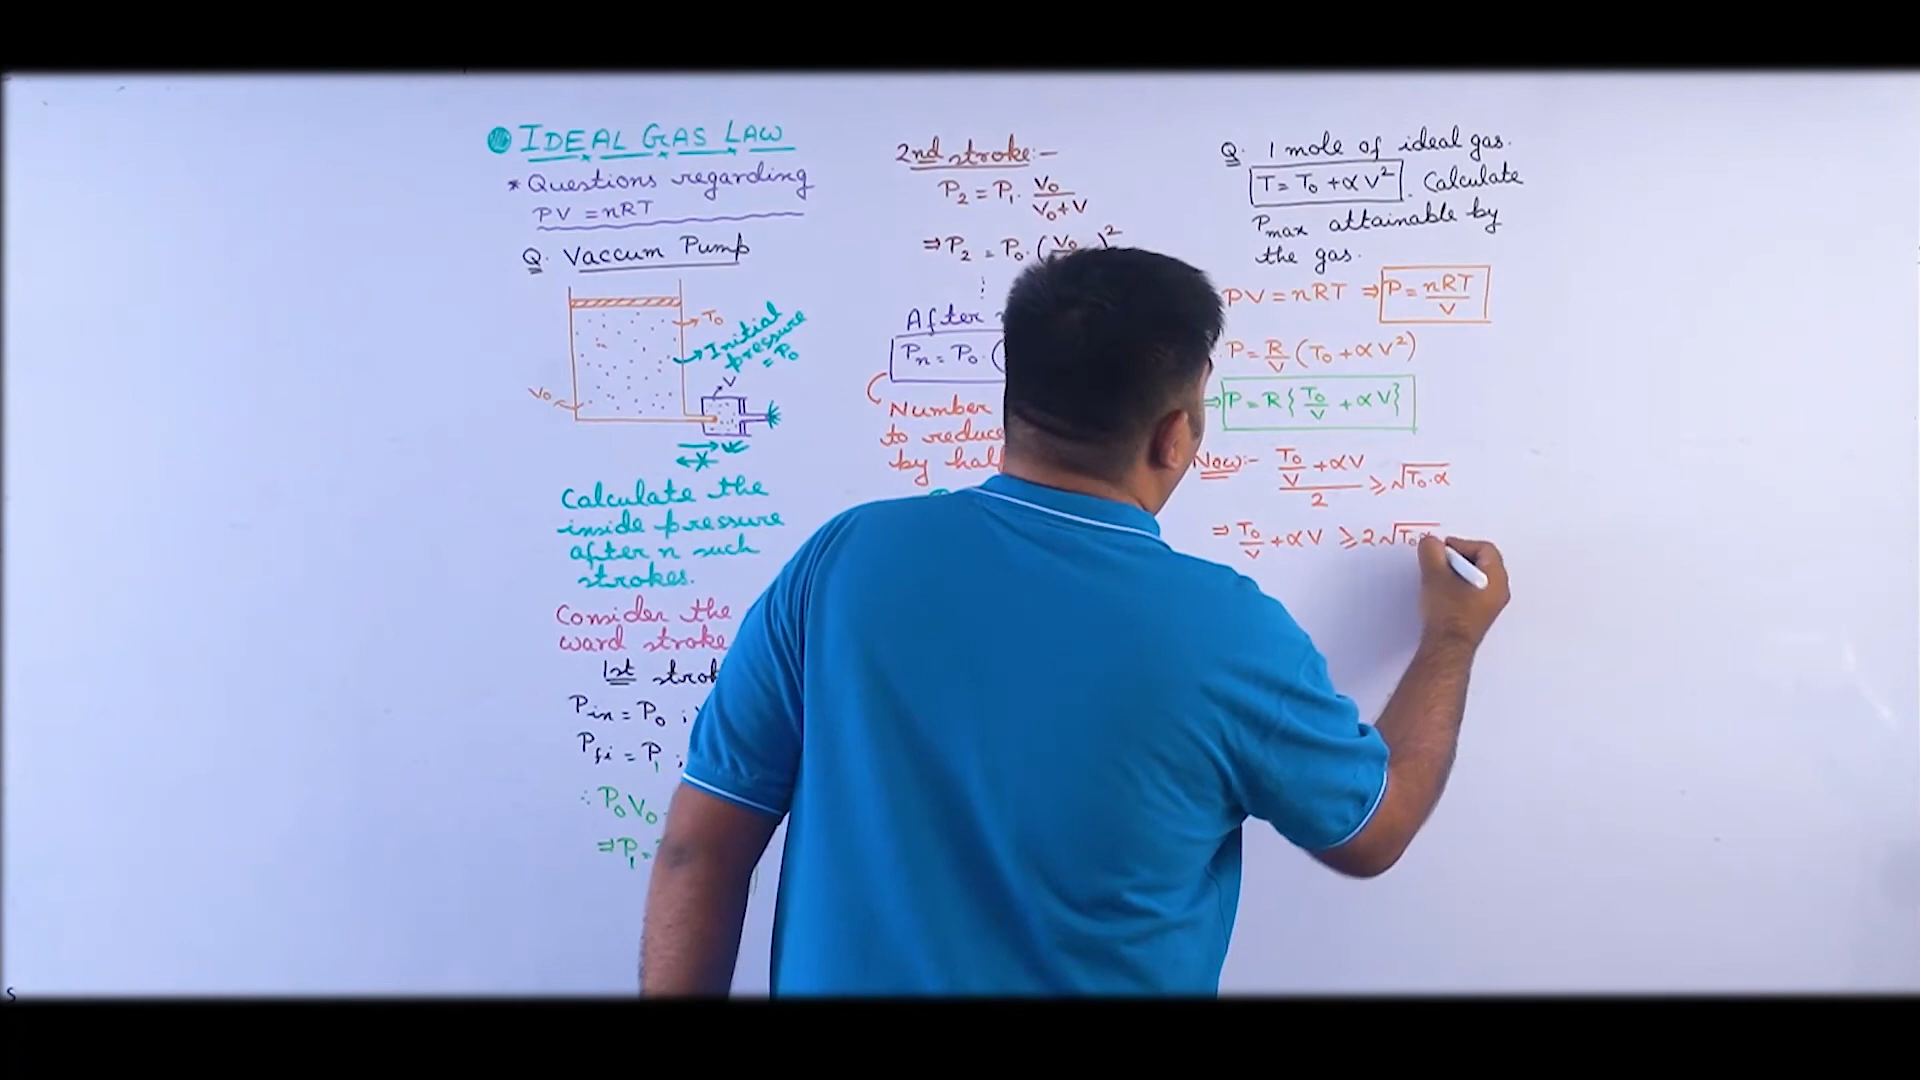 IDEAL GAS LAW
* Questions regarding
PV = nRT
Q. Vaccum Pump
T₀
Initial
pressure
= P₀
V₀
V
Calculate the
inside pressure
after n such
strokes.
Consider the
ward stroke
1st
Pin = P₀ ;
Pfi = P₁ ;
∴ P₀V₀
⇒ P₁ =
2nd stroke:-
P₂ = P₁ · V₀/(V₀+V)
⇒ P₂ = P₀ · (V₀ )²
⋮
After
Pₙ = P₀ · (
Number
to reduce
by half
Q. 1 mole of ideal gas.
T = T₀ + αV² . Calculate
Pmax attainable by
the gas.
PV = nRT ⇒ P = nRT/V
P = R/V (T₀ + αV²)
⇒ P = R { T₀/V + αV }
Now:- (T₀/V + αV)/2 ≥ √T₀·α
⇒ T₀/V + αV ≥ 2√T₀α
S